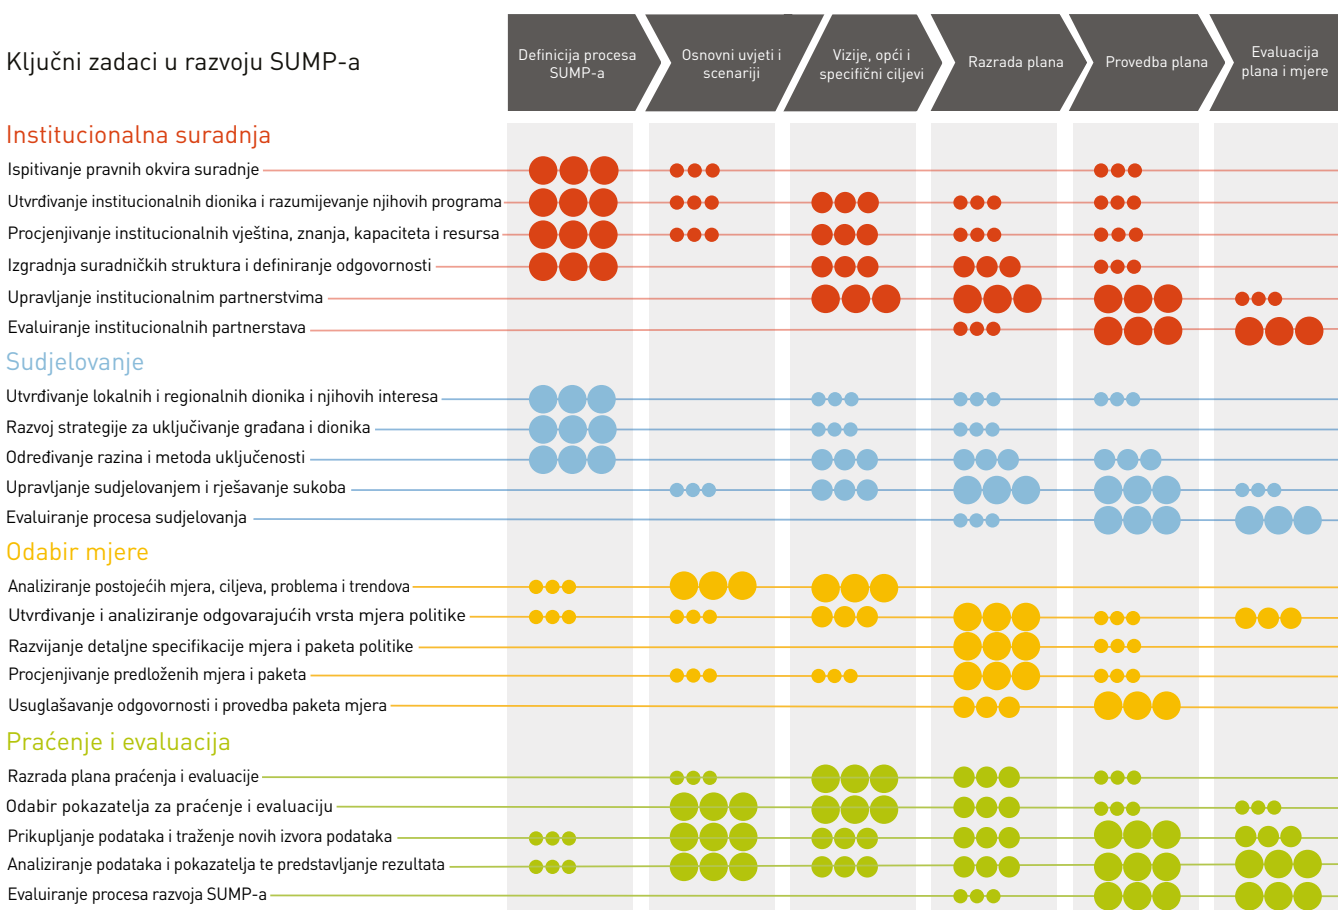 Ključni zadaci u razvoju SUMP-a
Definicija procesa
SUMP-a
Osnovni uvjeti i
scenariji
Vizije, opći i
specifični ciljevi
Razrada plana
Provedba plana
Evaluacija
plana i mjere
Institucionalna suradnja
Ispitivanje pravnih okvira suradnje
Utvrđivanje institucionalnih dionika i razumijevanje njihovih programa
Procjenjivanje institucionalnih vještina, znanja, kapaciteta i resursa
Izgradnja suradničkih struktura i definiranje odgovornosti
Upravljanje institucionalnim partnerstvima
Evaluiranje institucionalnih partnerstava
Sudjelovanje
Utvrđivanje lokalnih i regionalnih dionika i njihovih interesa
Razvoj strategije za uključivanje građana i dionika
Određivanje razina i metoda uključenosti
Upravljanje sudjelovanjem i rješavanje sukoba
Evaluiranje procesa sudjelovanja
Odabir mjere
Analiziranje postojećih mjera, ciljeva, problema i trendova
Utvrđivanje i analiziranje odgovarajućih vrsta mjera politike
Razvijanje detaljne specifikacije mjera i paketa politike
Procjenjivanje predloženih mjera i paketa
Usuglašavanje odgovornosti i provedba paketa mjera
Praćenje i evaluacija
Razrada plana praćenja i evaluacije
Odabir pokazatelja za praćenje i evaluaciju
Prikupljanje podataka i traženje novih izvora podataka
Analiziranje podataka i pokazatelja te predstavljanje rezultata
Evaluiranje procesa razvoja SUMP-a